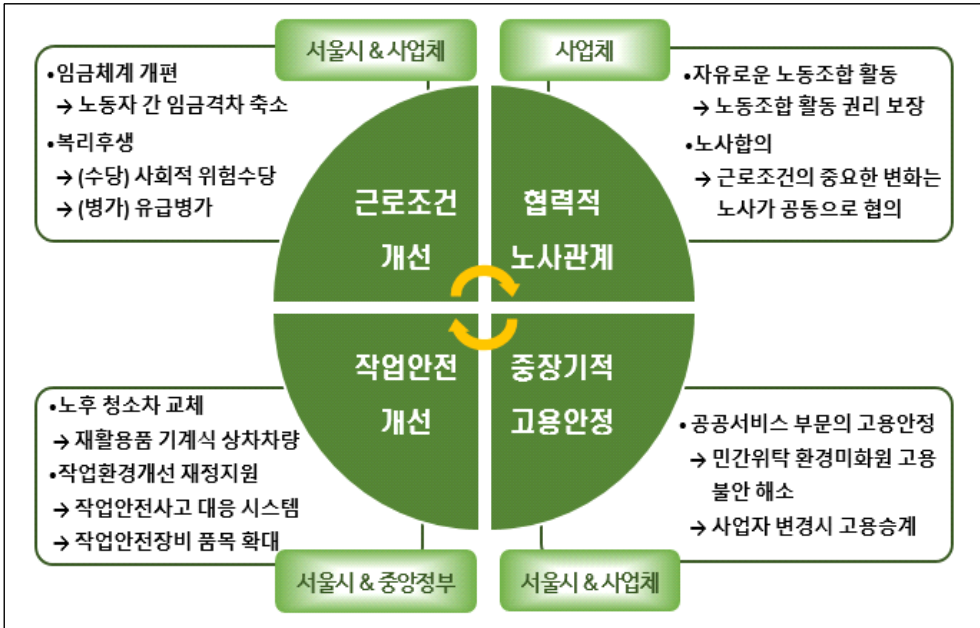 서울시 & 사업체
•임금체계 개편
→ 노동자 간 임금격차 축소
•복리후생
→ (수당) 사회적 위험수당
→ (병가) 유급병가
근로조건
개선
사업체
•자유로운 노동조합 활동
→ 노동조합 활동 권리 보장
•노사합의
→ 근로조건의 중요한 변화는
노사가 공동으로 협의
협력적
노사관계
작업안전
개선
•노후 청소차 교체
→ 재활용품 기계식 상차차량
•작업환경개선 재정지원
→ 작업안전사고 대응 시스템
→ 작업안전장비 품목 확대
서울시 & 중앙정부
중장기적
고용안정
• 공공서비스 부문의 고용안정
→ 민간위탁 환경미화원 고용
불안 해소
→ 사업자 변경시 고용승계
서울시 & 사업체